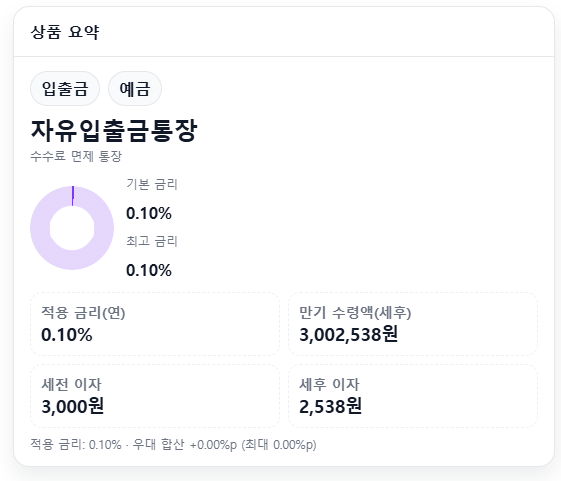 상품 요약
입출금 예금
자유입출금통장
수수료 면제 통장
기본 금리
0.10%
최고 금리
0.10%
적용 금리(연)
0.10%
만기 수령액(세후)
3,002,538원
세전 이자
3,000원
세후 이자
2,538원
적용 금리: 0.10% · 우대 합산 +0.00%p (최대 0.00%p)